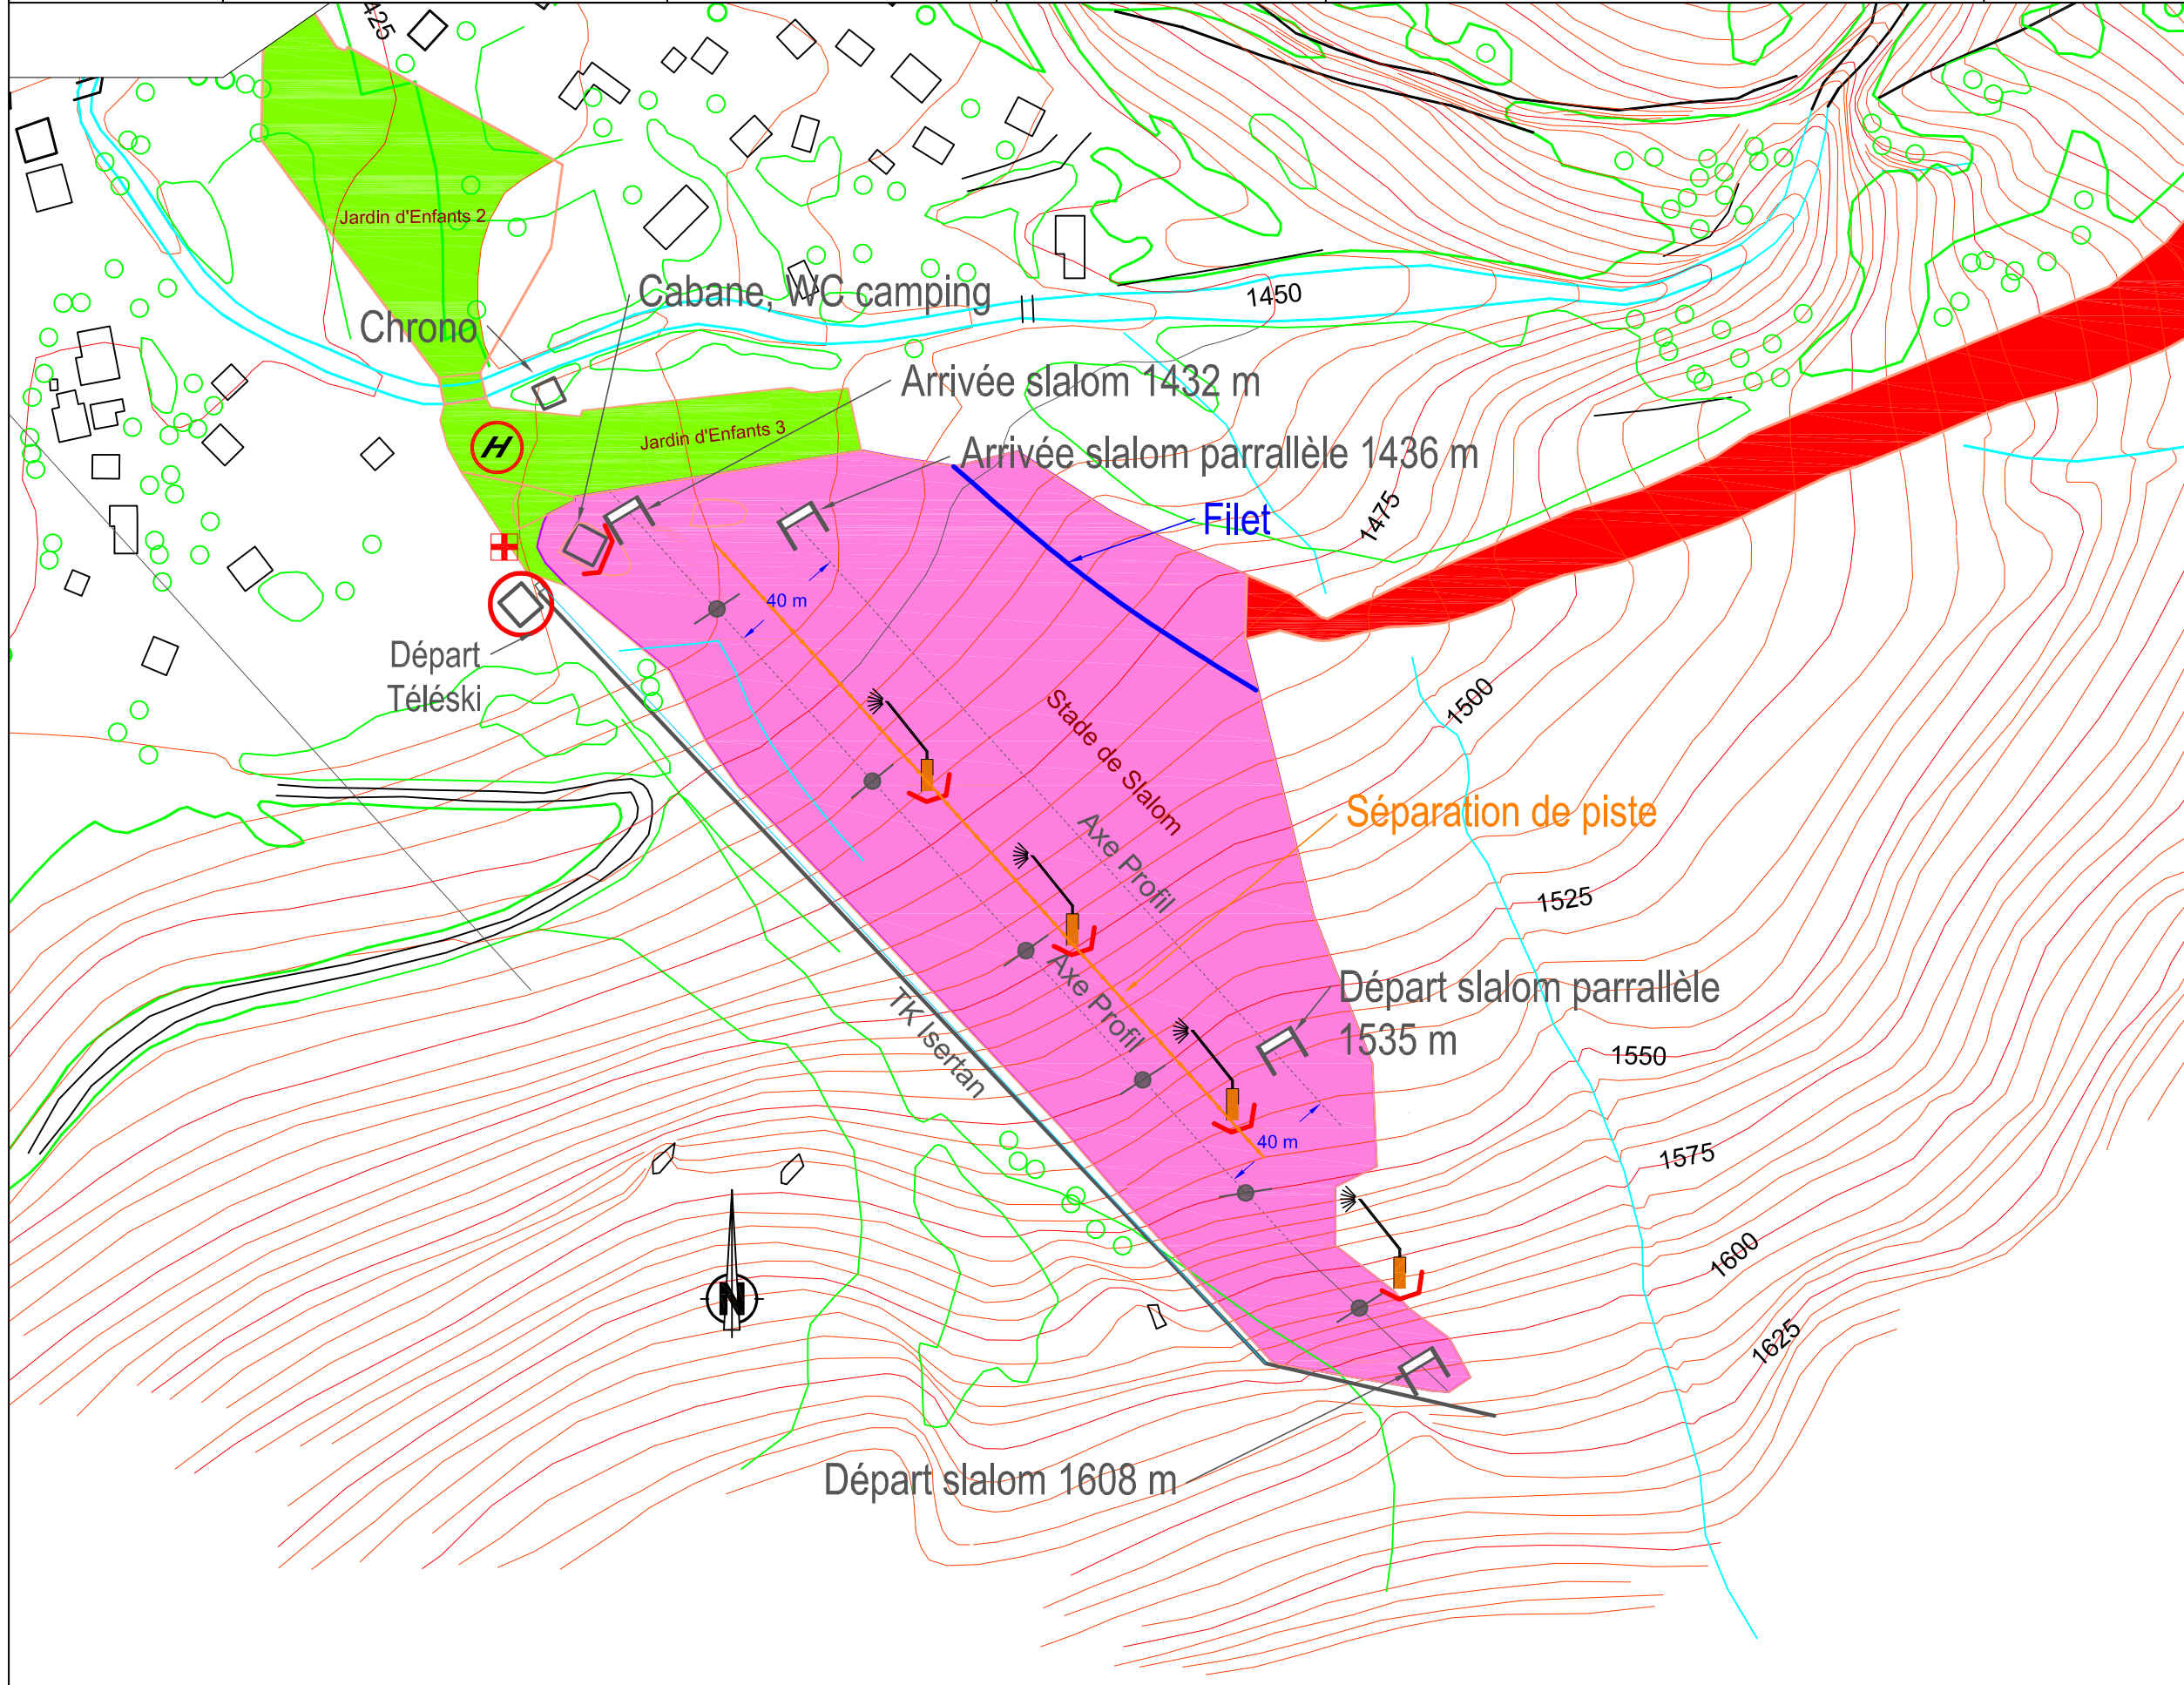 425
Jardin d'Enfants 2
Cabane, WC camping
1450
Chrono
Arrivée slalom 1432 m
Jardin d'Enfants 3
Arrivée slalom parrallèle 1436 m
H
Filet
1475
40 m
Départ
Téléski
Stade de Slalom
1500
Séparation de piste
Axe Profil
1525
Axe Profil
TK Isertan
Départ slalom parrallèle
1535 m
1550
40 m
1575
1600
N
1625
Départ slalom 1608 m